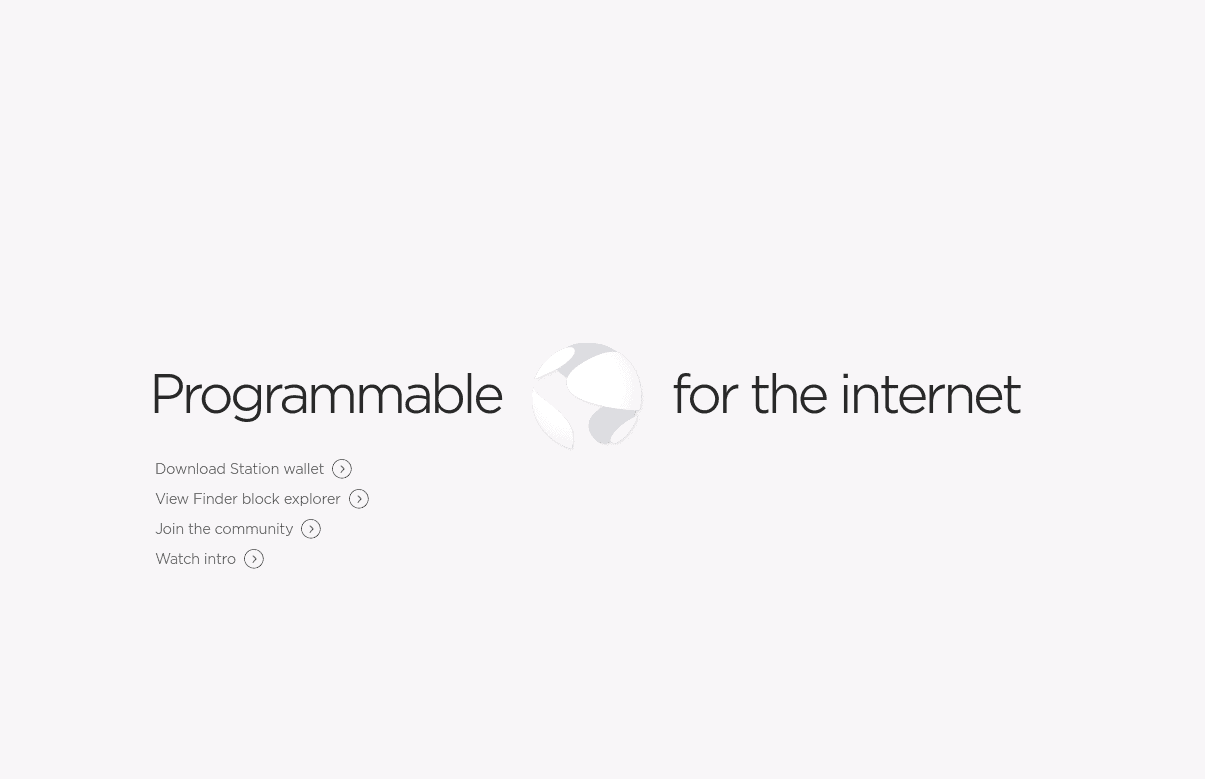 Programmable for the internet
Download Station wallet
View Finder block explorer
Join the community
Watch intro